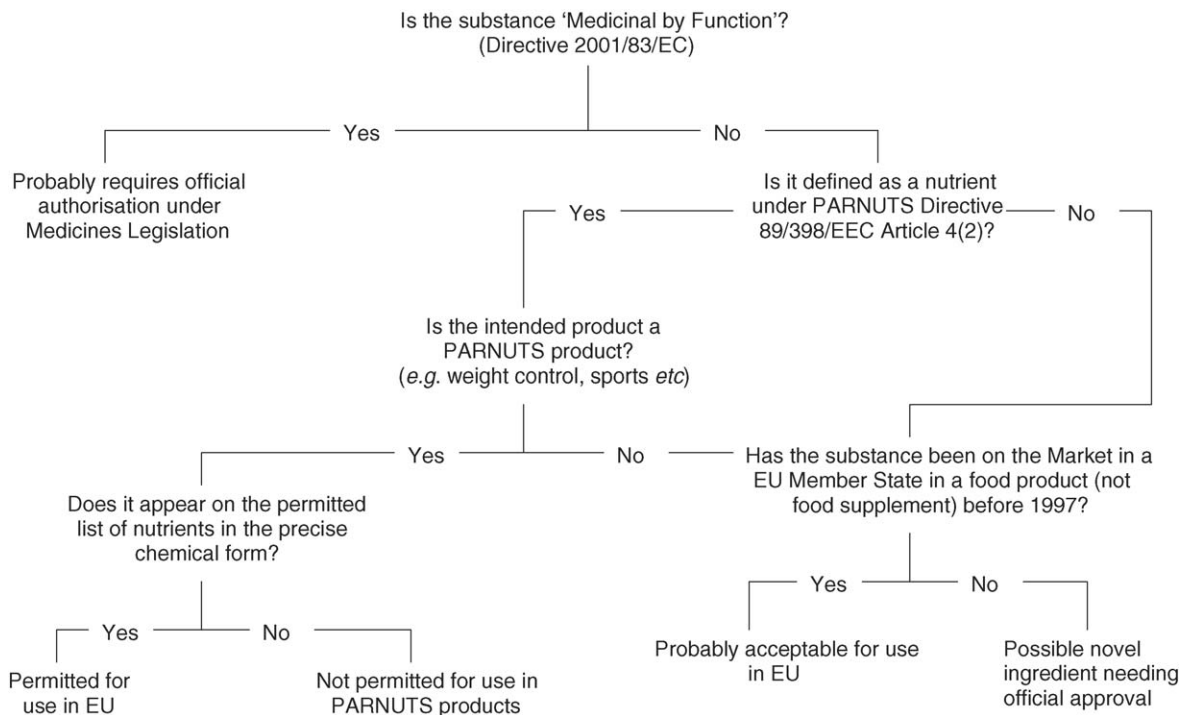 Is the substance ‘Medicinal by Function’?
(Directive 2001/83/EC)
Yes
No
Probably requires official
authorisation under
Medicines Legislation
Is it defined as a nutrient
under PARNUTS Directive
89/398/EEC Article 4(2)?
Yes
No
Is the intended product a
PARNUTS product?
(e.g. weight control, sports etc)
Yes
No
Has the substance been on the Market in a
EU Member State in a food product (not
food supplement) before 1997?
Does it appear on the permitted
list of nutrients in the precise
chemical form?
Yes
No
Probably acceptable for use
in EU
Possible novel
ingredient needing
official approval
Yes
No
Permitted for
use in EU
Not permitted for use in
PARNUTS products